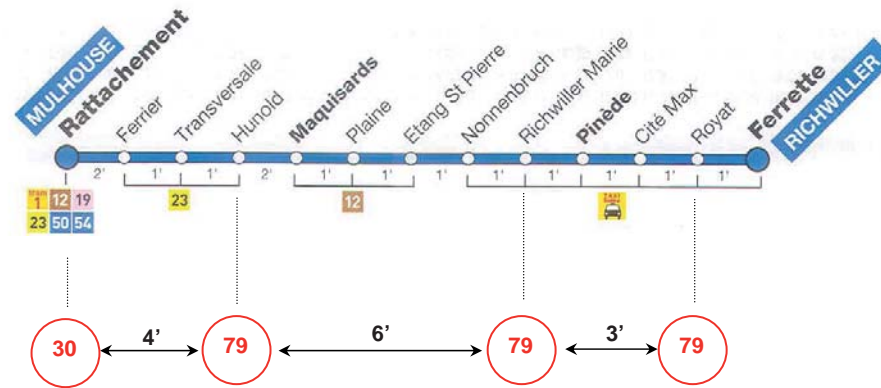 MULHOUSE
Rattachement
Ferrier
Transversale
Hunold
Maquisards
Plaine
Etang St Pierre
Nonnenbruch
Richwiller Mairie
Pinède
Cité Max
Royat
Ferrette
RICHWILLER
2' 1' 1' 2' 1' 1' 1' 1' 1' 1' 1' 1'
tram 1 12 19
23 50 54
23
12
TAXI
30 4' 79 6' 79 3' 79